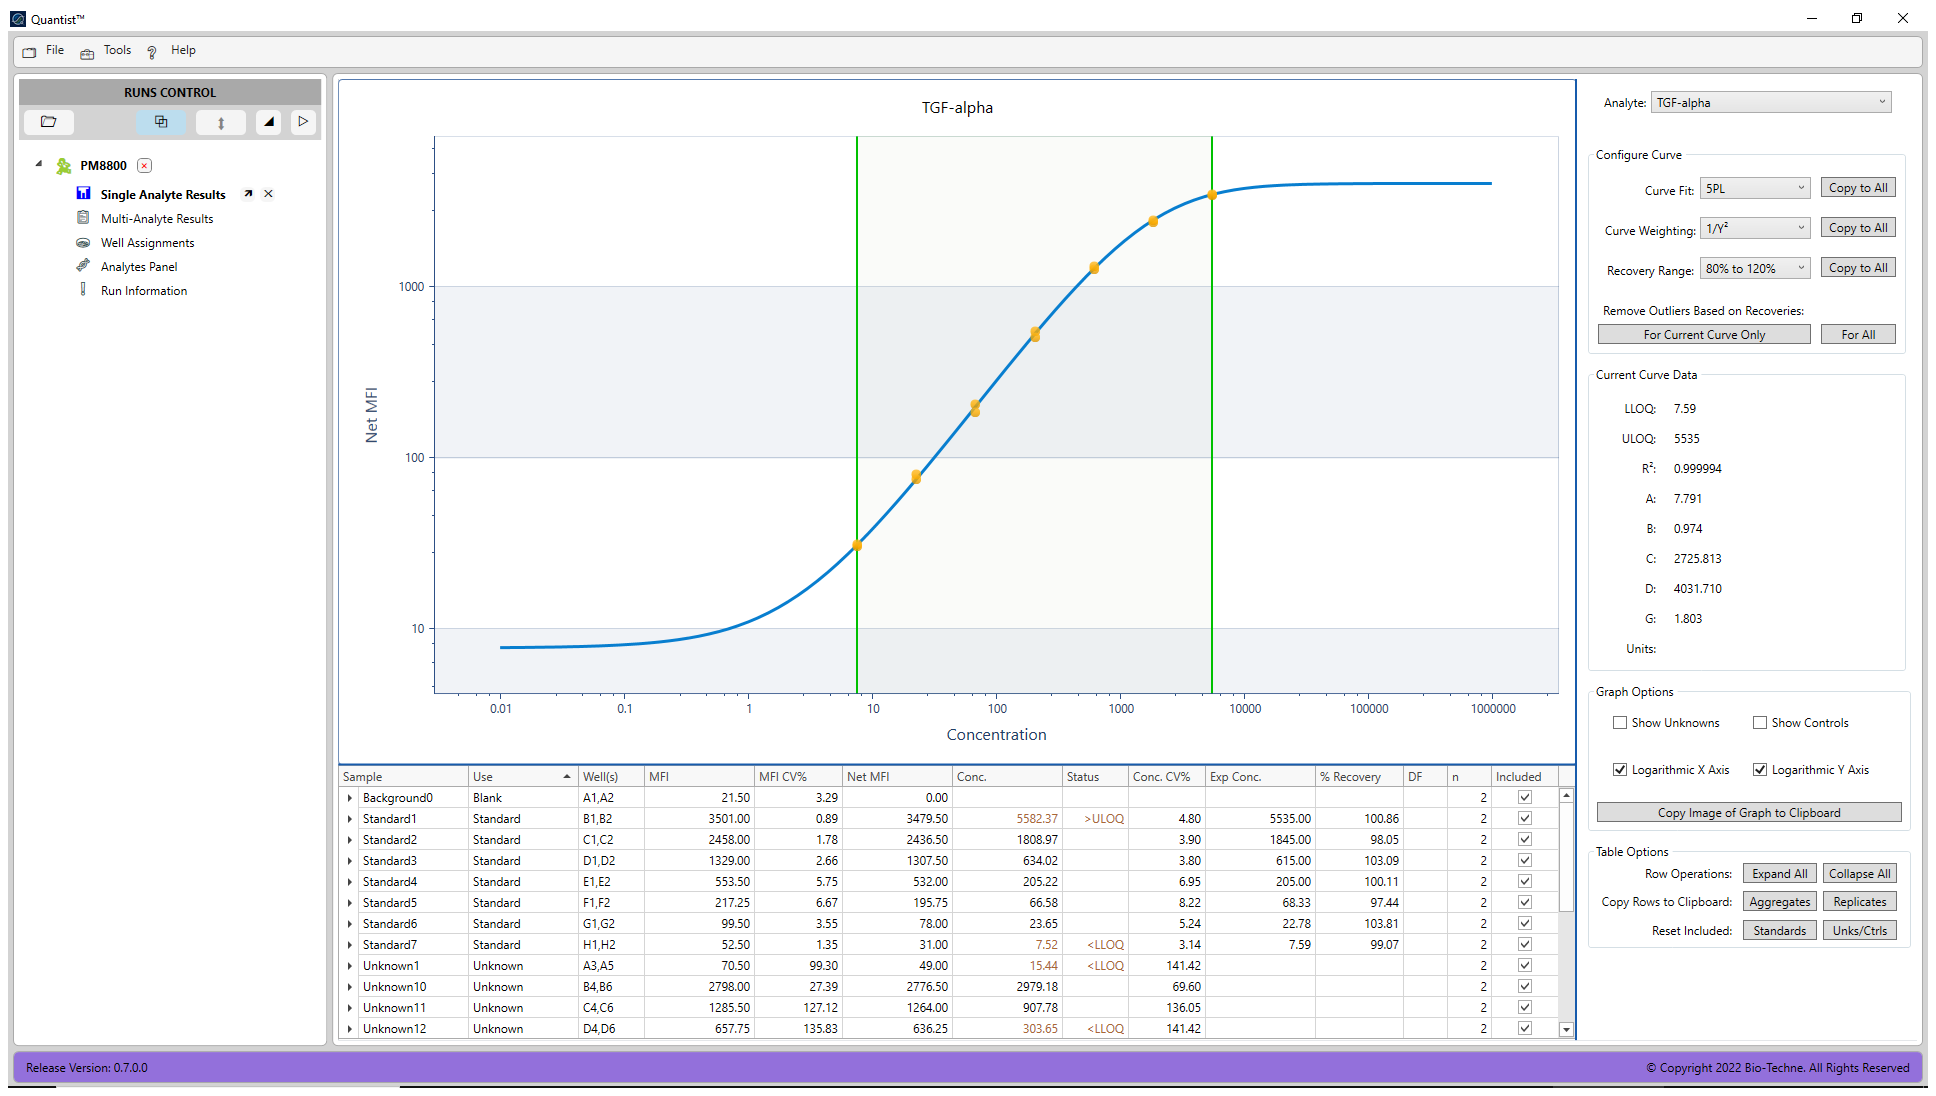 Quantist™
File Tools ? Help
RUNS CONTROL
PM8800
Single Analyte Results
Multi-Analyte Results
Well Assignments
Analytes Panel
Run Information
TGF-alpha
Net MFI
1000
100
10
0.01 0.1 1 10 100 1000 10000 100000 1000000
Concentration
Sample Use Well(s) MFI MFI CV% Net MFI Conc. Status Conc. CV% Exp Conc. % Recovery DF n Included
Background0 Blank A1,A2 21.50 3.29 0.00 2
Standard1 Standard B1,B2 3501.00 0.89 3479.50 5582.37 >ULOQ 4.80 5535.00 100.86 2
Standard2 Standard C1,C2 2458.00 1.78 2436.50 1808.97 3.90 1845.00 98.05 2
Standard3 Standard D1,D2 1329.00 2.66 1307.50 634.02 3.80 615.00 103.09 2
Standard4 Standard E1,E2 553.50 5.75 532.00 205.22 6.95 205.00 100.11 2
Standard5 Standard F1,F2 217.25 6.67 195.75 66.58 8.22 68.33 97.44 2
Standard6 Standard G1,G2 99.50 3.55 78.00 23.65 5.24 22.78 103.81 2
Standard7 Standard H1,H2 52.50 1.35 31.00 7.52 <LLOQ 3.14 7.59 99.07 2
Unknown1 Unknown A3,A5 70.50 99.30 49.00 15.44 <LLOQ 141.42 2
Unknown10 Unknown B4,B6 2798.00 27.39 2776.50 2979.18 69.60 2
Unknown11 Unknown C4,C6 1285.50 127.12 1264.00 907.78 136.05 2
Unknown12 Unknown D4,D6 657.75 135.83 636.25 303.65 <LLOQ 141.42 2
Analyte: TGF-alpha
Configure Curve
Curve Fit: 5PL Copy to All
Curve Weighting: 1/Y² Copy to All
Recovery Range: 80% to 120% Copy to All
Remove Outliers Based on Recoveries:
For Current Curve Only For All
Current Curve Data
LLOQ: 7.59
ULOQ: 5535
R²: 0.999994
A: 7.791
B: 0.974
C: 2725.813
D: 4031.710
G: 1.803
Units:
Graph Options
Show Unknowns Show Controls
Logarithmic X Axis Logarithmic Y Axis
Copy Image of Graph to Clipboard
Table Options
Row Operations: Expand All Collapse All
Copy Rows to Clipboard: Aggregates Replicates
Reset Included: Standards Unks/Ctrls
Release Version: 0.7.0.0
© Copyright 2022 Bio-Techne. All Rights Reserved